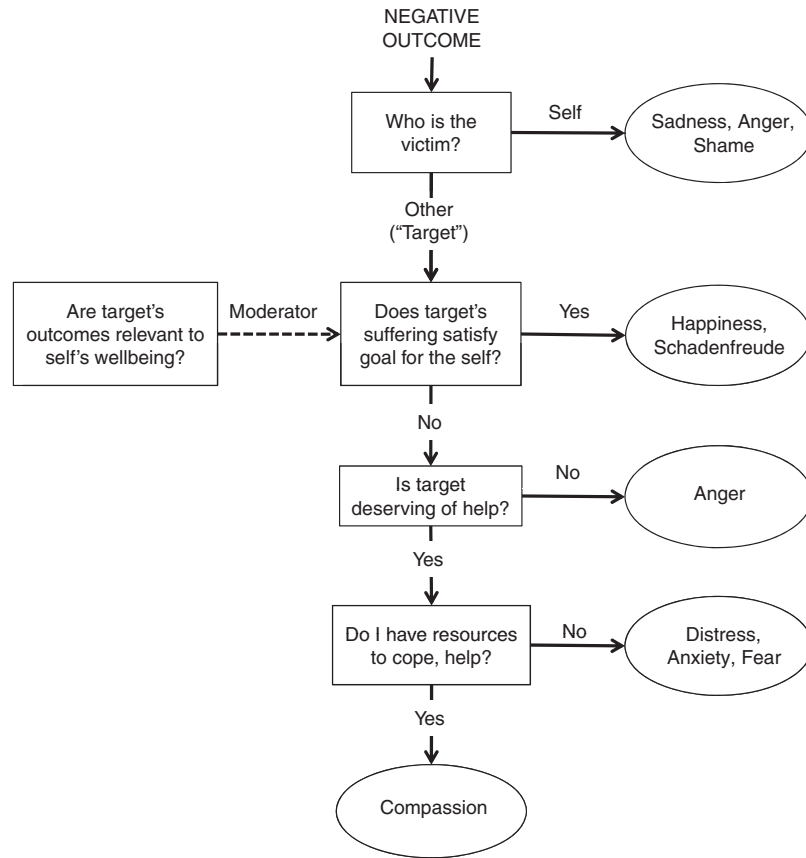 NEGATIVE
OUTCOME
Who is the
victim?
Self
Sadness, Anger,
Shame
Other
(“Target”)
Are target’s
outcomes relevant to
self’s wellbeing?
Moderator
Does target’s
suffering satisfy
goal for the self?
Yes
Happiness,
Schadenfreude
No
Is target
deserving of help?
No
Anger
Yes
Do I have resources
to cope, help?
No
Distress,
Anxiety, Fear
Yes
Compassion